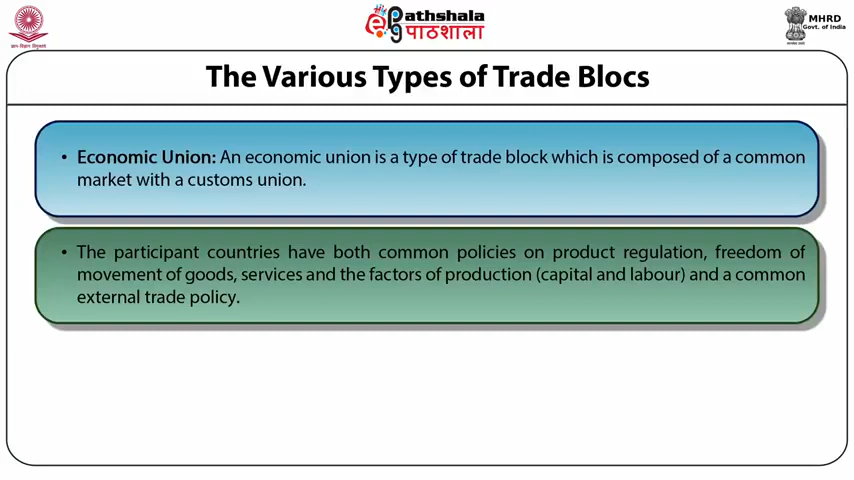 ePathshala
पाठशाला
MHRD
Govt. of India
The Various Types of Trade Blocs
• Economic Union: An economic union is a type of trade block which is composed of a common
market with a customs union.
• The participant countries have both common policies on product regulation, freedom of
movement of goods, services and the factors of production (capital and labour) and a common
external trade policy.